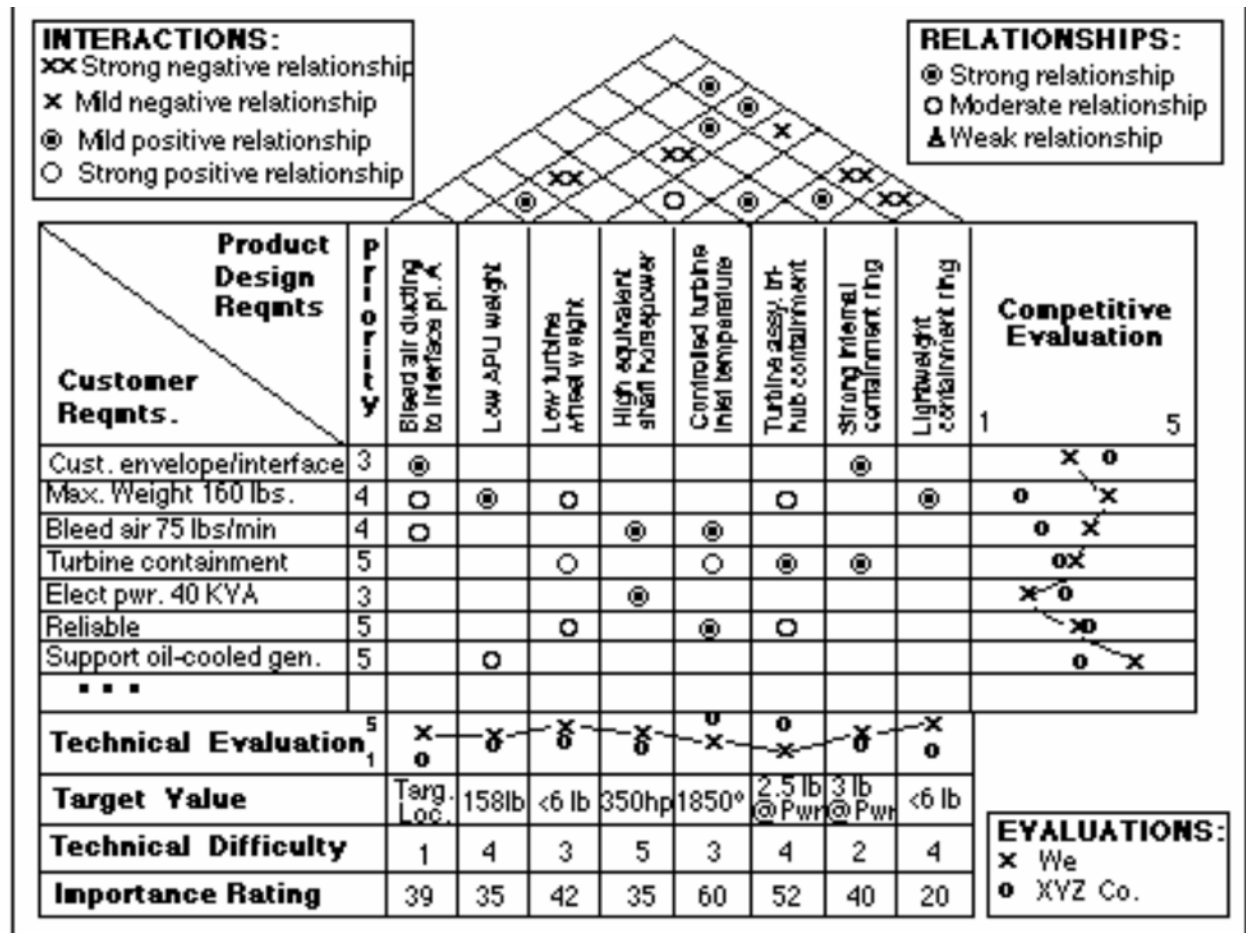 INTERACTIONS:
XX Strong negative relationship
x Mild negative relationship
Mild positive relationship
Strong positive relationship
RELATIONSHIPS:
Strong relationship
Moderate relationship
Weak relationship
Product
Design
Reqmts
Customer
Reqmts.
Priority
Bleed air ducting
to interface pt. A
Low APU weight
Low turbine
wheel weight
High equivalent
shaft horsepower
Controlled turbine
inlet temperature
Turbine assy. tri-
hub containment
Strong internal
containment ring
Lightweight
containment ring
Competitive
Evaluation
1 5
Cust. envelope/interface 3
Max. Weight 160 lbs. 4
Bleed air 75 lbs/min 4
Turbine containment 5
Elect pwr. 40 KVA 3
Reliable 5
Support oil-cooled gen. 5
...
Technical Evaluation 5 1
Target Value Targ. Loc. 158lb <6 lb 350hp 1850° 2.5 lb @ Pwr 3 lb @ Pwr <6 lb
Technical Difficulty 1 4 3 5 3 4 2 4
Importance Rating 39 35 42 35 60 52 40 20
EVALUATIONS:
x We
o XYZ Co.